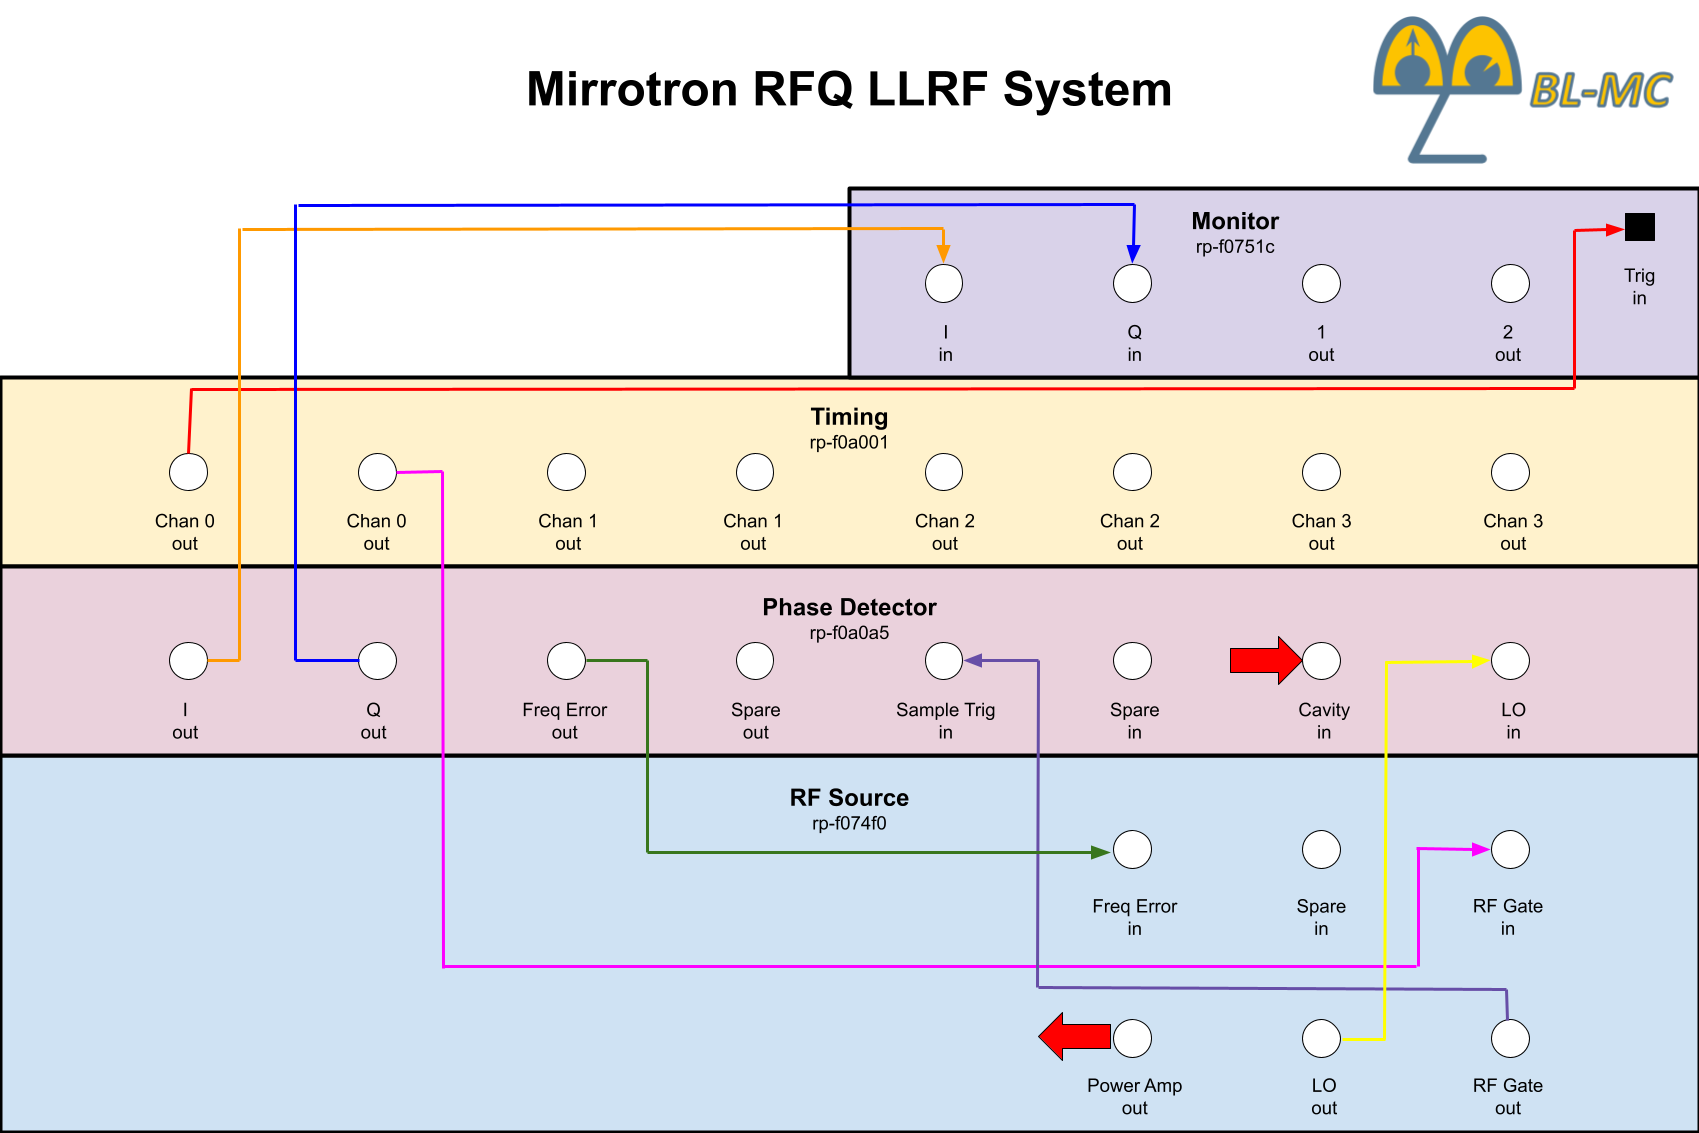 Mirrotron RFQ LLRF System
BL-MC
Monitor
rp-f0751c
Trig
in
I
in
Q
in
1
out
2
out
Timing
rp-f0a001
Chan 0
out
Chan 0
out
Chan 1
out
Chan 1
out
Chan 2
out
Chan 2
out
Chan 3
out
Chan 3
out
Phase Detector
rp-f0a0a5
I
out
Q
out
Freq Error
out
Spare
out
Sample Trig
in
Spare
in
Cavity
in
LO
in
RF Source
rp-f074f0
Freq Error
in
Spare
in
RF Gate
in
Power Amp
out
LO
out
RF Gate
out